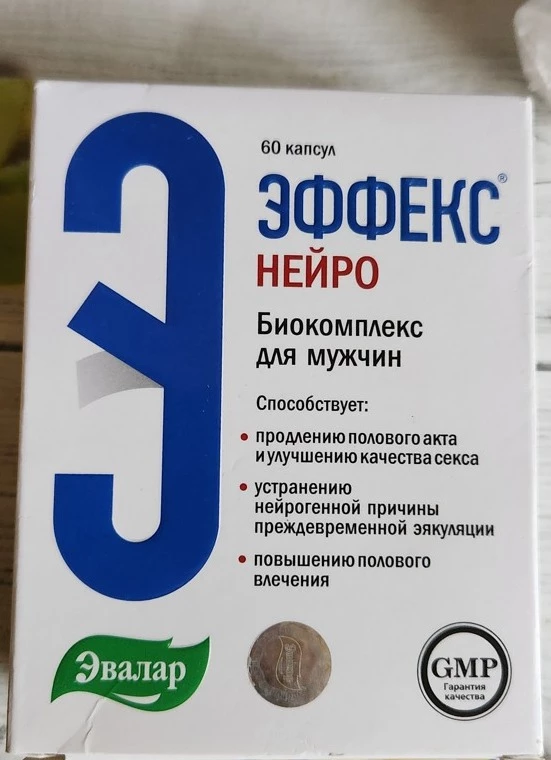 60 капсул
Э
ЭФФЕКС®
НЕЙРО
Биокомплекс
для мужчин
Способствует:
• продлению полового акта
и улучшению качества секса
• устранению
нейрогенной причины
преждевременной эякуляции
• повышению полового
влечения
Эвалар
Эвалар
GMP
Гарантия
качества